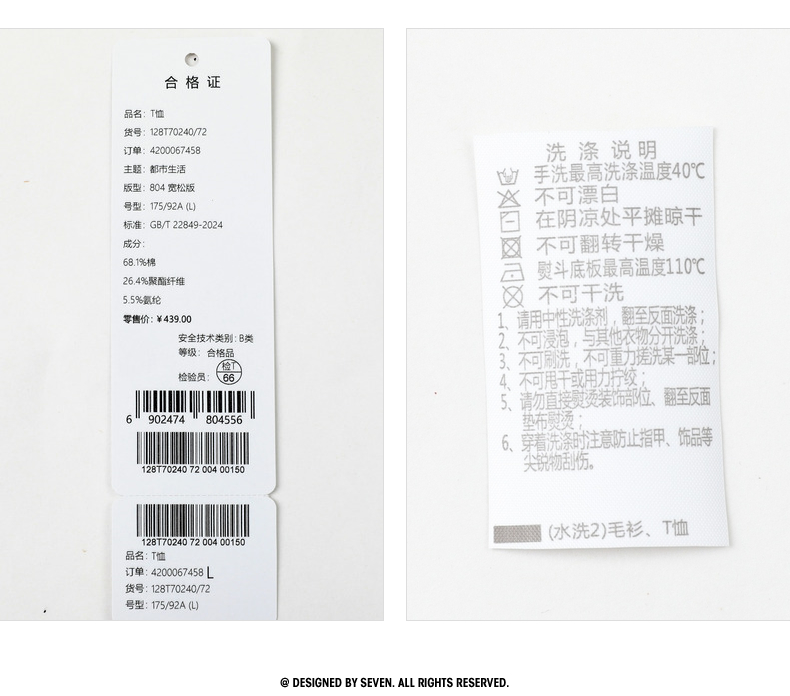 合格证
品名：T恤
货号：128T70240/72
订单：4200067458
主题：都市生活
版型：804 宽松版
号型：175/92A (L)
标准：GB/T 22849-2024
成分：
68.1%棉
26.4%聚酯纤维
5.5%氨纶
零售价：￥439.00
安全技术类别：B类
等级：合格品
检验员：检T 66
6 902474 804556
128T70240 72 004 00150
128T70240 72 004 00150
品名：T恤
订单：4200067458 L
货号：128T70240/72
号型：175/92A (L)
洗涤说明
手洗最高洗涤温度40℃
不可漂白
在阴凉处平摊晾干
不可翻转干燥
熨斗底板最高温度110℃
不可干洗
1、请用中性洗涤剂，翻至反面洗涤；
2、不可浸泡，与其他衣物分开洗涤；
3、不可刷洗，不可重力搓洗某一部位；
4、不可甩干或用力拧绞；
5、请勿直接熨烫装饰部位、翻至反面
垫布熨烫；
6、穿着洗涤时注意防止指甲、饰品等
尖锐物刮伤。
(水洗2)毛衫、T恤
@ DESIGNED BY SEVEN. ALL RIGHTS RESERVED.